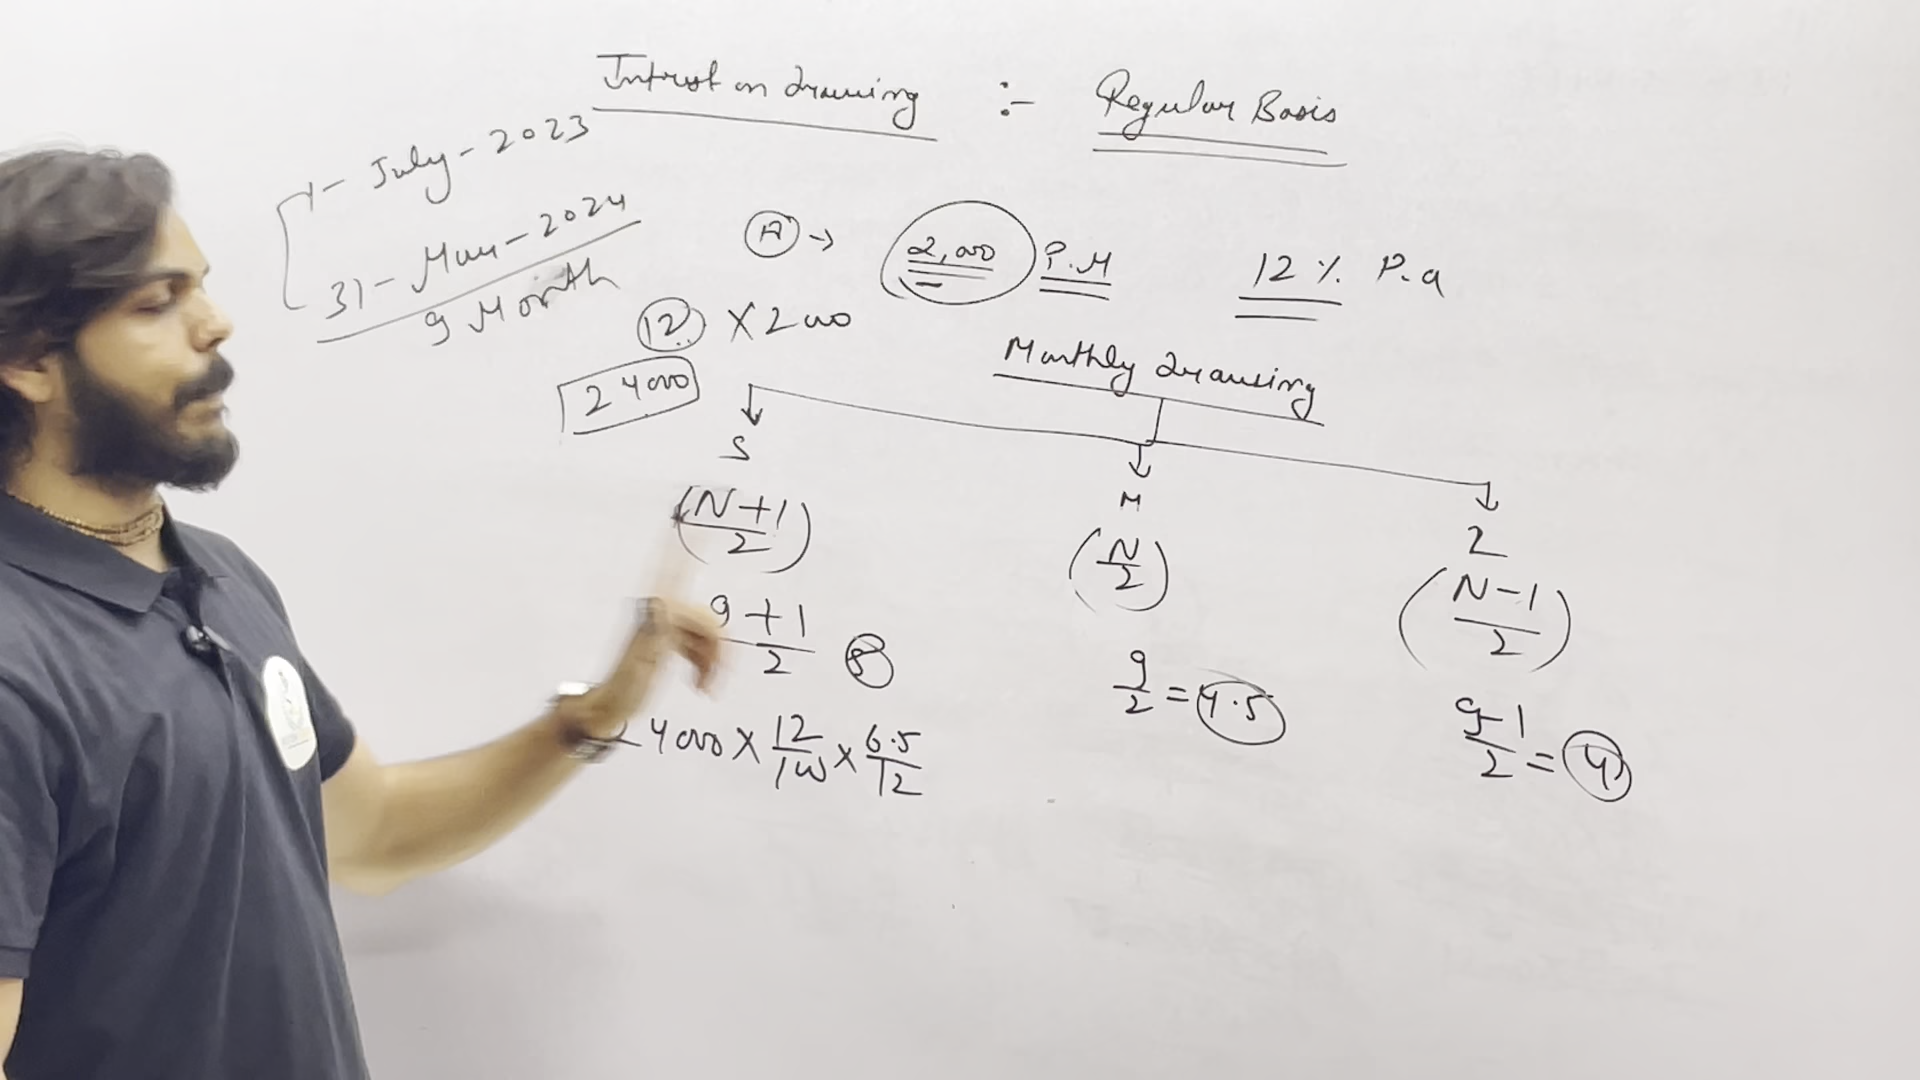 Interest on drawing :- Regular Basis
1- July-2023
31- Mar-2024
9 Month
A → 2,000 P.M 12% P.a
12 X 2000
24000
Monthly drawing
S M 2
(N+1/2) (N/2) (N-1/2)
9+1/2 5 9/2 = 4.5 9-1/2 = 4
24000 X 12/100 X 6.5/12